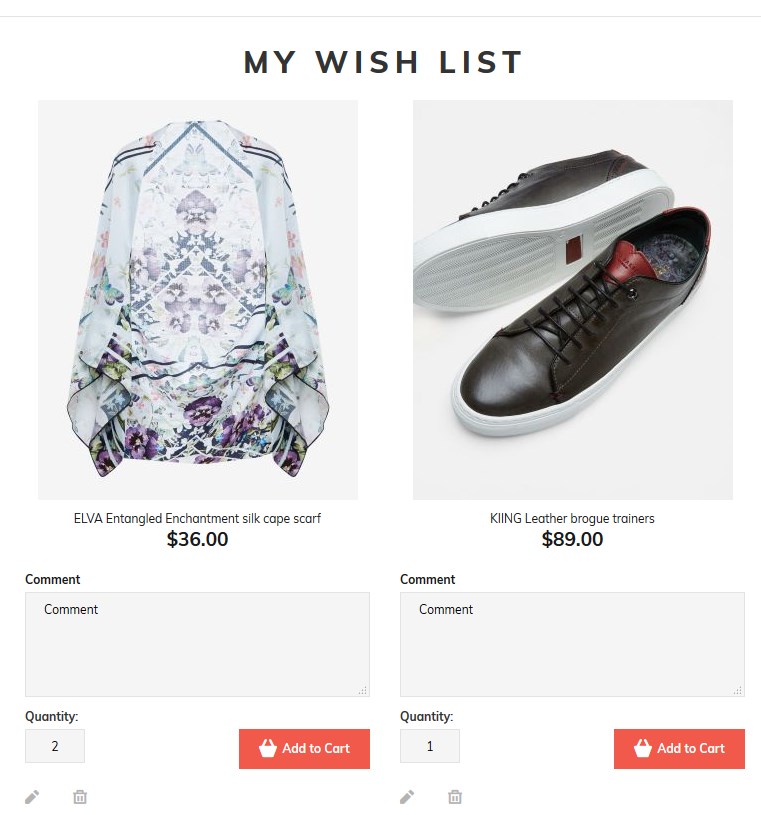 MY WISH LIST
ELVA Entangled Enchantment silk cape scarf
$36.00
Comment
Comment
Quantity:
2
Add to Cart
KIING Leather brogue trainers
$89.00
Comment
Comment
Quantity:
1
Add to Cart